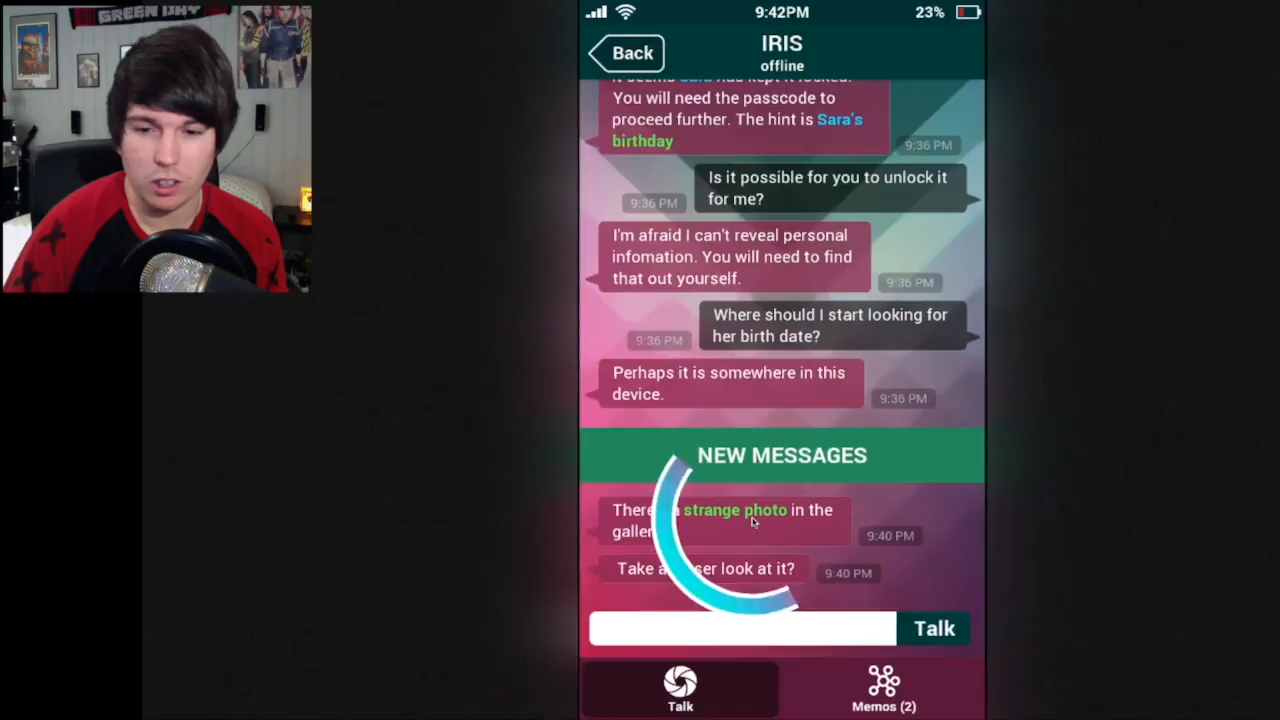 GREEN DAY
9:42PM
23%
Back
IRIS
offline
You will need the passcode to
proceed further. The hint is Sara's
birthday
9:36 PM
Is it possible for you to unlock it
for me?
9:36 PM
I'm afraid I can't reveal personal
infomation. You will need to find
that out yourself.
9:36 PM
Where should I start looking for
her birth date?
9:36 PM
Perhaps it is somewhere in this
device.
9:36 PM
NEW MESSAGES
strange photo in the
9:40 PM
Take look at it?
9:40 PM
Talk
Talk
Memos (2)